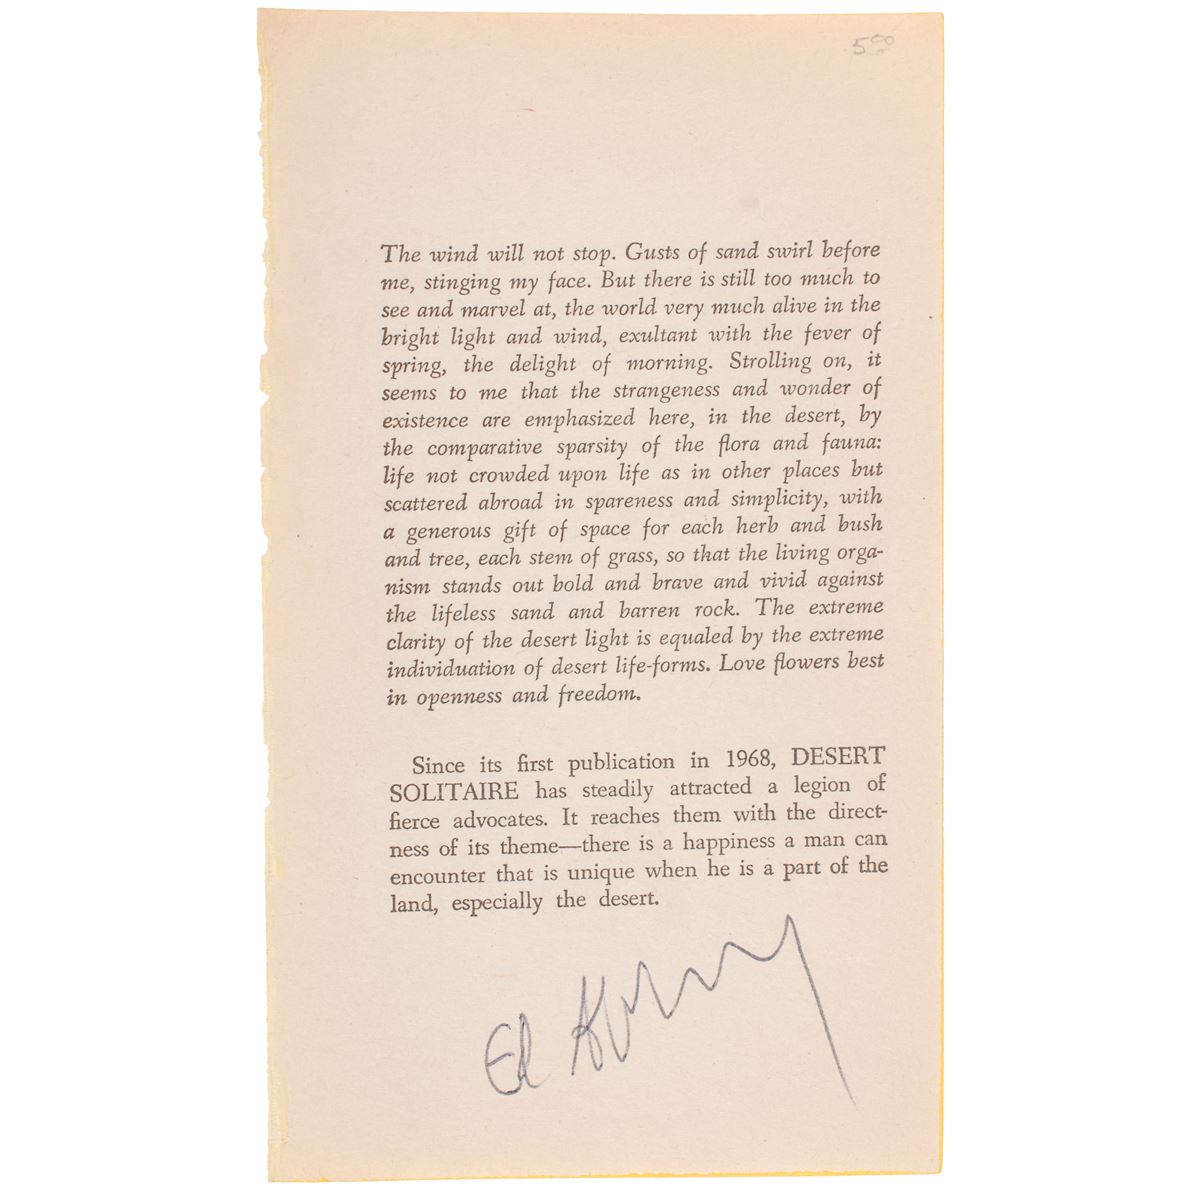 5.00
The wind will not stop. Gusts of sand swirl before
me, stinging my face. But there is still too much to
see and marvel at, the world very much alive in the
bright light and wind, exultant with the fever of
spring, the delight of morning. Strolling on, it
seems to me that the strangeness and wonder of
existence are emphasized here, in the desert, by
the comparative sparsity of the flora and fauna:
life not crowded upon life as in other places but
scattered abroad in spareness and simplicity, with
a generous gift of space for each herb and bush
and tree, each stem of grass, so that the living orga-
nism stands out bold and brave and vivid against
the lifeless sand and barren rock. The extreme
clarity of the desert light is equaled by the extreme
individuation of desert life-forms. Love flowers best
in openness and freedom.
Since its first publication in 1968, DESERT
SOLITAIRE has steadily attracted a legion of
fierce advocates. It reaches them with the direct-
ness of its theme—there is a happiness a man can
encounter that is unique when he is a part of the
land, especially the desert.
Ed